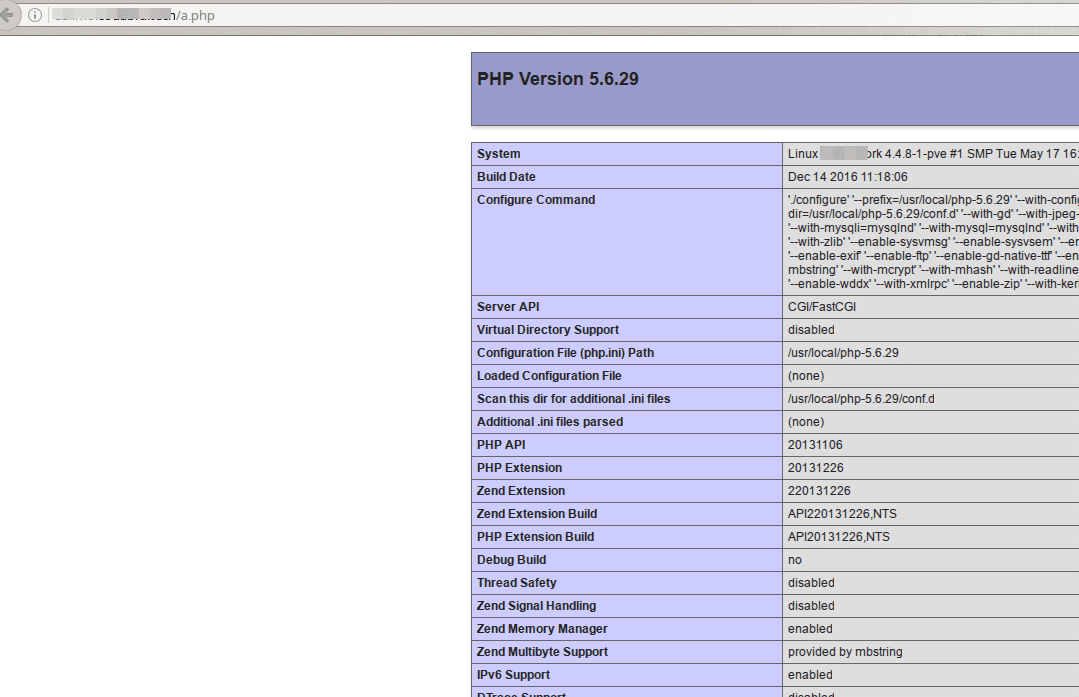 /a.php
PHP Version 5.6.29
System Linux ork 4.4.8-1-pve #1 SMP Tue May 17 16:
Build Date Dec 14 2016 11:18:06
Configure Command './configure' '--prefix=/usr/local/php-5.6.29' '--with-config
dir=/usr/local/php-5.6.29/conf.d' '--with-gd' '--with-jpeg-
'--with-mysqli=mysqlnd' '--with-mysql=mysqlnd' '--with
'--with-zlib' '--enable-sysvmsg' '--enable-sysvsem' '--en
'--enable-exif' '--enable-ftp' '--enable-gd-native-ttf' '--en
mbstring' '--with-mcrypt' '--with-mhash' '--with-readline
'--enable-wddx' '--with-xmlrpc' '--enable-zip' '--with-ker
Server API CGI/FastCGI
Virtual Directory Support disabled
Configuration File (php.ini) Path /usr/local/php-5.6.29
Loaded Configuration File (none)
Scan this dir for additional .ini files /usr/local/php-5.6.29/conf.d
Additional .ini files parsed (none)
PHP API 20131106
PHP Extension 20131226
Zend Extension 220131226
Zend Extension Build API220131226,NTS
PHP Extension Build API20131226,NTS
Debug Build no
Thread Safety disabled
Zend Signal Handling disabled
Zend Memory Manager enabled
Zend Multibyte Support provided by mbstring
IPv6 Support enabled
DTrace Support disabled